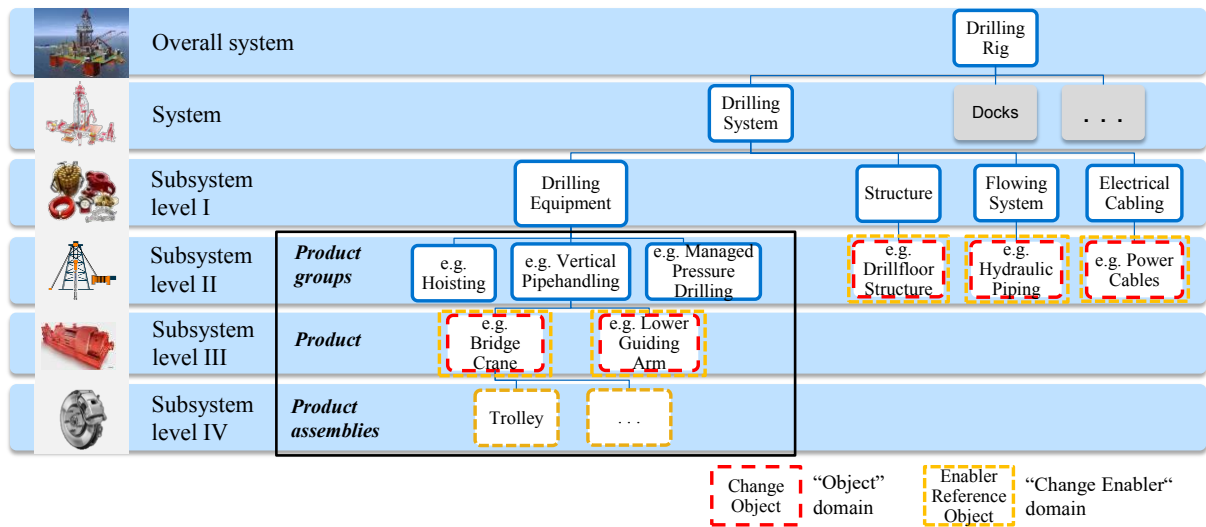 Overall system
Drilling
Rig
System
Drilling
System
Docks
. . .
Subsystem
level I
Drilling
Equipment
Structure
Flowing
System
Electrical
Cabling
Subsystem
level II
Product
groups
e.g.
Hoisting
e.g. Vertical
Pipehandling
e.g. Managed
Pressure
Drilling
e.g.
Drillfloor
Structure
e.g.
Hydraulic
Piping
e.g. Power
Cables
Subsystem
level III
Product
e.g.
Bridge
Crane
e.g. Lower
Guiding
Arm
Subsystem
level IV
Product
assemblies
Trolley
. . .
Change
Object
“Object”
domain
Enabler
Reference
Object
“Change Enabler“
domain